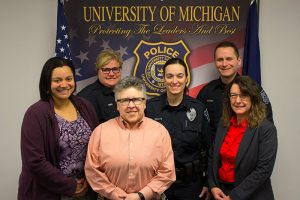 UNIVERSITY OF MICHIGAN
Protecting The Leaders And Best
POLICE